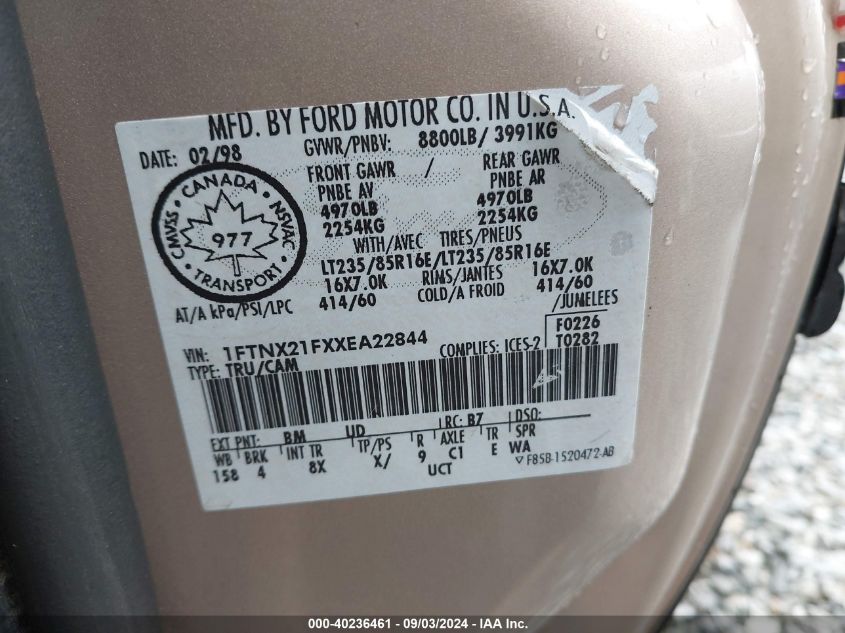 MFD. BY FORD MOTOR CO. IN U.S.A.
DATE: 02/98 GVWR/PNBV: 8800LB/ 3991KG
FRONT GAWR / REAR GAWR
PNBE AV PNBE AR
4970LB 4970LB
2254KG 2254KG
WITH/AVEC TIRES/PNEUS
LT235/85R16E/LT235/85R16E
16X7.0K RIMS/JANTES 16X7.0K
AT/A kPa/PSI/LPC 414/60 COLD/A FROID 414/60
/JUMELEES
CANADA
CMVSS NSVAC
977
TRANSPORT
VIN: 1FTNX21FXXEA22844 COMPLIES: ICES-2 F0226
TYPE: TRU/CAM T0282
EXT PNT: BM UD RC: B7 DSO:
WB BRK INT TR TP/PS R AXLE TR SPR
158 4 8X X/ 9 C1 E WA
UCT
▽ F85B-1520472-AB
000-40236461 - 09/03/2024 - IAA Inc.